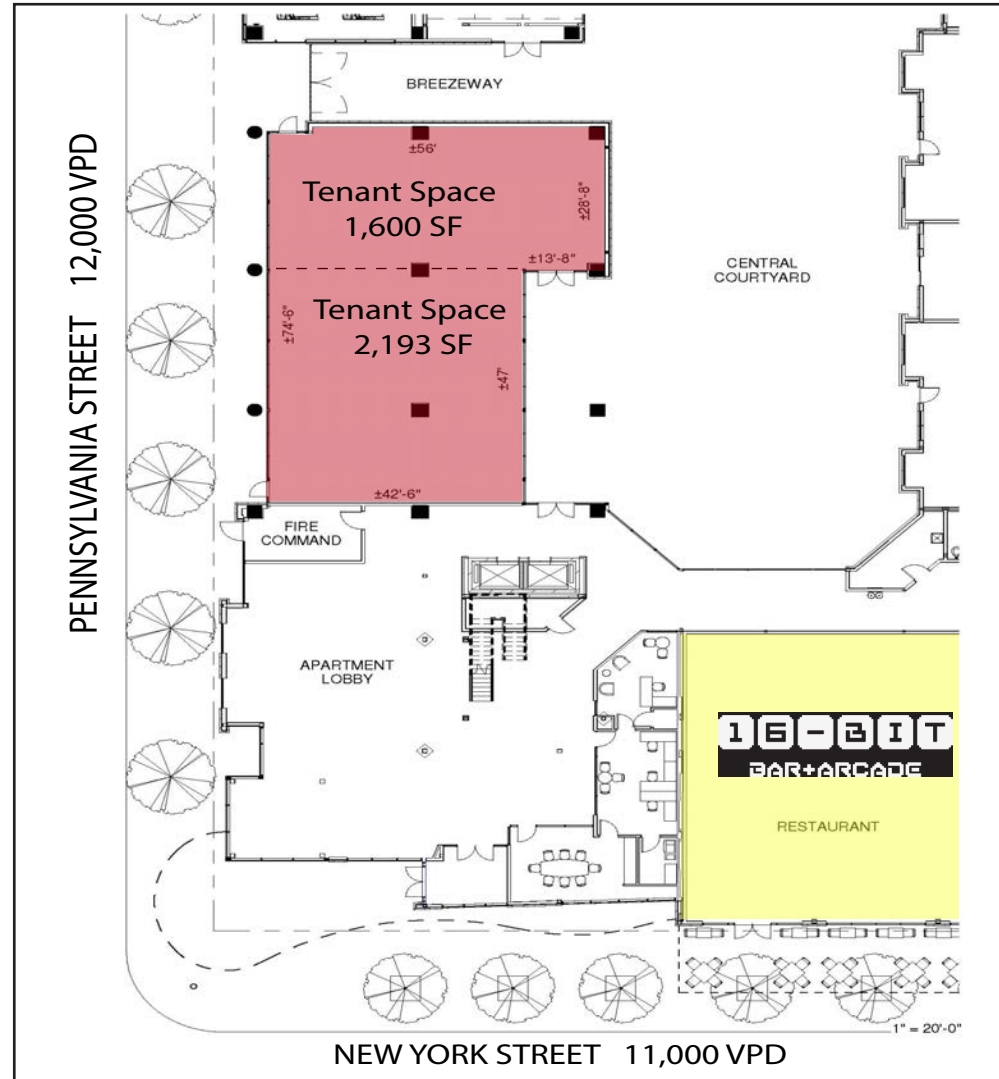 BREEZEWAY
±56'
Tenant Space
1,600 SF
±28'-8"
±13'-8"
CENTRAL
COURTYARD
Tenant Space
2,193 SF
±74'-6"
±47'
±42'-6"
PENNSYLVANIA STREET 12,000 VPD
FIRE
COMMAND
APARTMENT
LOBBY
16-BIT
BAR+ARCADE
RESTAURANT
1" = 20'-0"
NEW YORK STREET 11,000 VPD